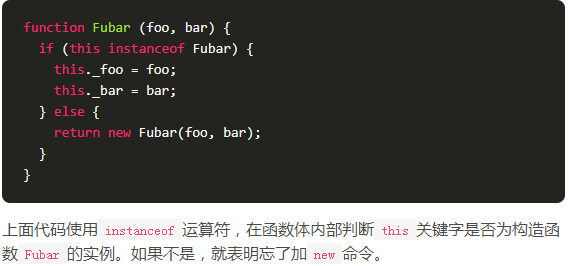 function Fubar (foo, bar) {
  if (this instanceof Fubar) {
    this._foo = foo;
    this._bar = bar;
  } else {
    return new Fubar(foo, bar);
  }
}
上面代码使用 instanceof 运算符，在函数体内部判断 this 关键字是否为构造函
数 Fubar 的实例。如果不是，就表明忘了加 new 命令。